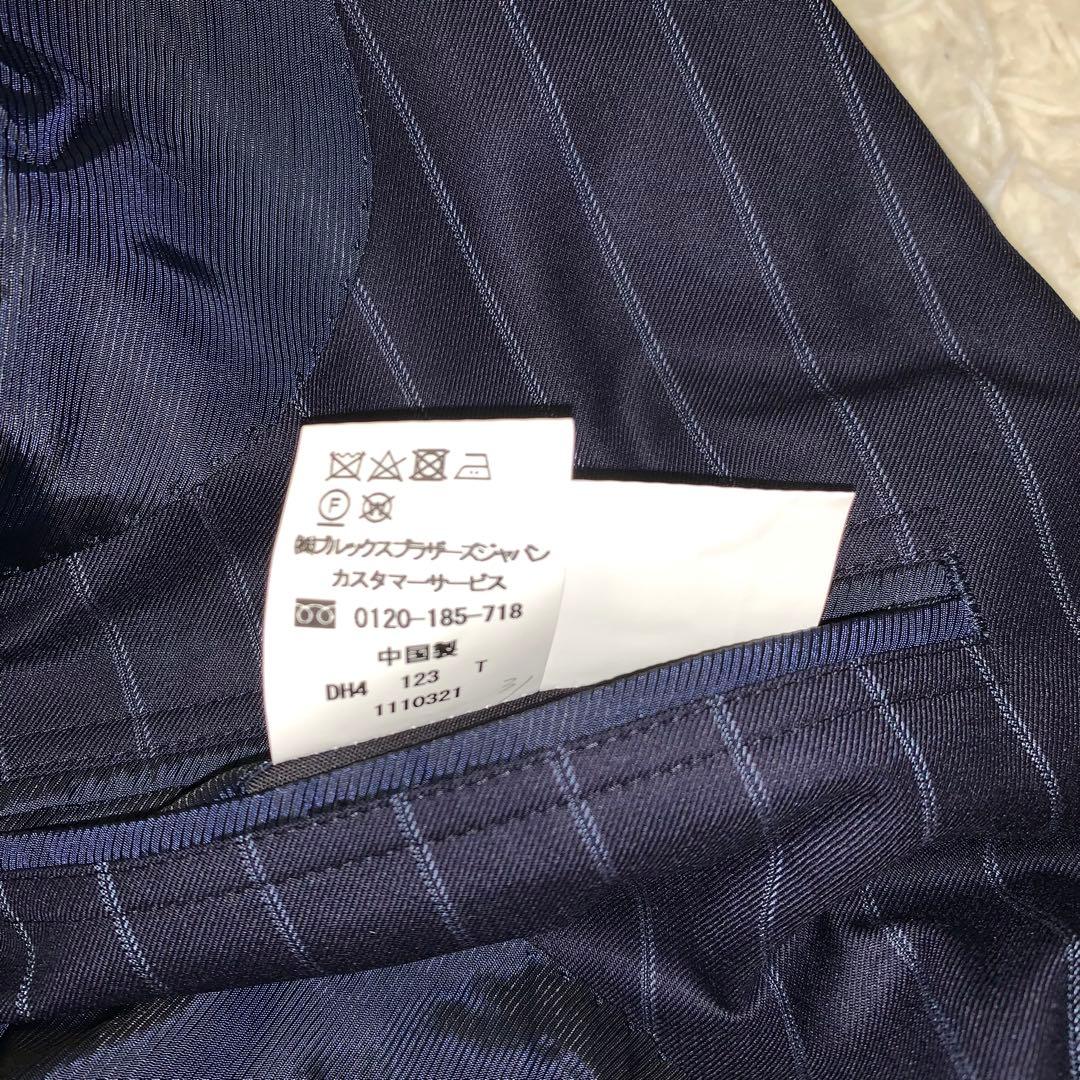 F W
㈱ブルックスブラザーズジャパン
カスタマーサービス
0120-185-718
中国製
DH4 123 T
1110321